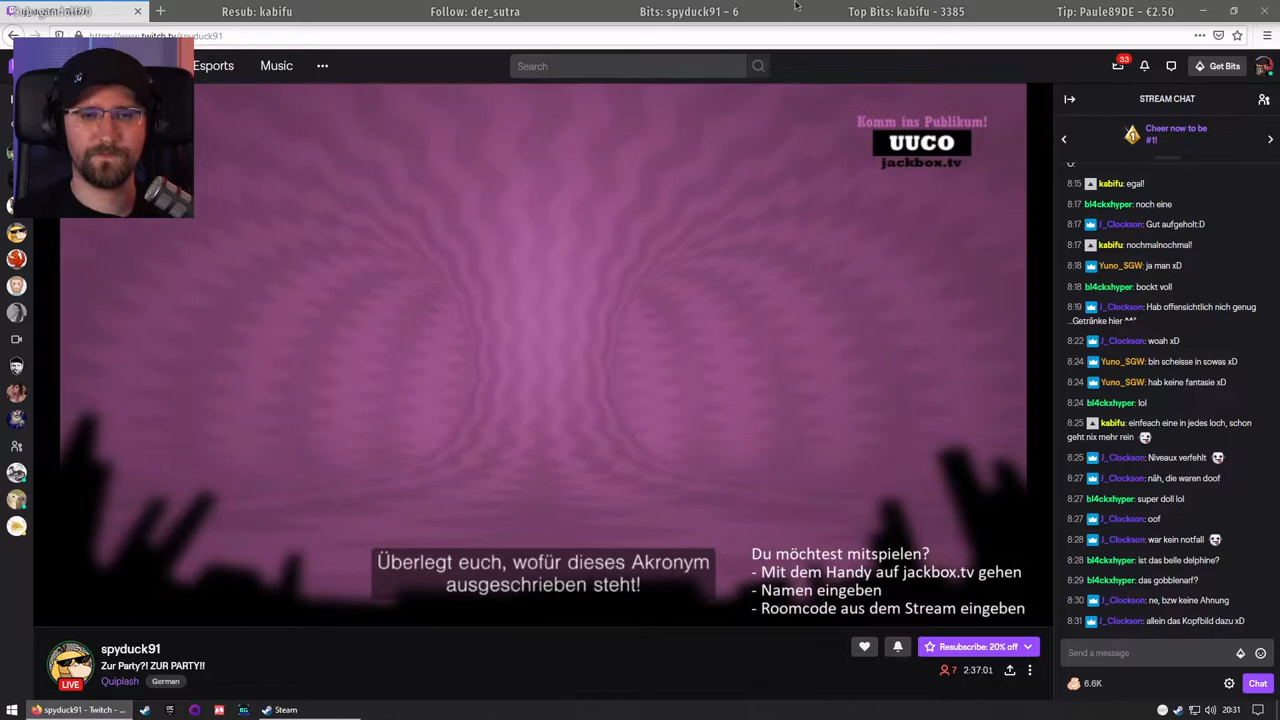 Resub: kabifu
Follow: der_sutra
Bits: spyduck91 - 6
Top Bits: kabifu - 3385
Tip: Paule89DE - €2.50
https://www.twitch.tv/spyduck91
Esports
Music
Search
33
Get Bits
STREAM CHAT
Cheer now to be
#1!
Komm ins Publikum!
UUCO
jackbox.tv
8:15 kabifu: egal!
8:17 bl4ckxhyper: noch eine
8:17 J_Clockson: Gut aufgeholt:D
8:17 kabifu: nochmalnochmal!
8:18 Yuno_SGW: ja man xD
8:18 bl4ckxhyper: bockt voll
8:19 J_Clockson: Hab offensichtlich nich genug
..Getränke hier ^^"
8:22 J_Clockson: woah xD
8:24 Yuno_SGW: bin scheisse in sowas xD
8:24 Yuno_SGW: hab keine fantasie xD
8:24 bl4ckxhyper: lol
8:25 kabifu: einfeach eine in jedes loch, schon
geht nix mehr rein
8:25 J_Clockson: Niveaux verfehlt
8:27 J_Clockson: näh, die waren doof
8:27 bl4ckxhyper: super doll lol
8:27 J_Clockson: oof
8:28 J_Clockson: war kein notfall
8:28 bl4ckxhyper: ist das belle delphine?
8:29 bl4ckxhyper: das gobblenarf?
8:30 J_Clockson: ne, bzw keine Ahnung
8:31 J_Clockson: allein das Kopfbild dazu xD
Überlegt euch, wofür dieses Akronym
ausgeschrieben steht!
Du möchtest mitspielen?
- Mit dem Handy auf jackbox.tv gehen
- Namen eingeben
- Roomcode aus dem Stream eingeben
spyduck91
Zur Party?! ZUR PARTY!!
Quiplash
German
LIVE
Resubscribe: 20% off
7
2:37:01
Send a message
6.6K
Chat
spyduck91 - Twitch - ...
Steam
20:31